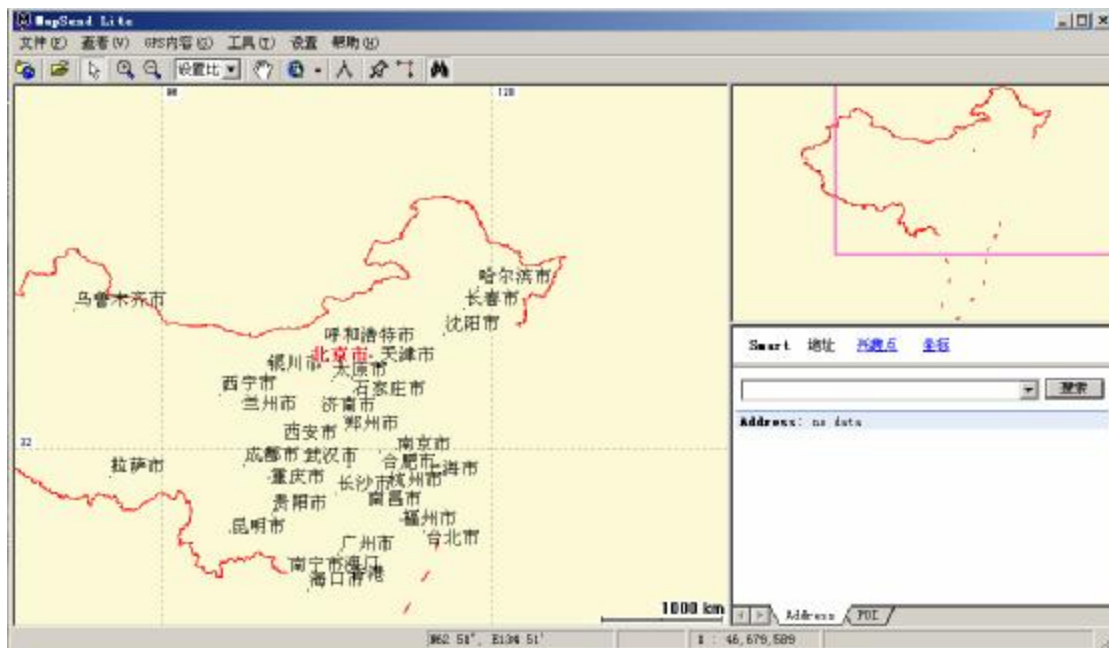 MapSend Lite
文件(F) 查看(V) GPS内容(G) 工具(T) 设置 帮助(H)
设置比
120
哈尔滨市
乌鲁木齐市 长春市
沈阳市
呼和浩特市
北京市 天津市
银川市 太原市
西宁市 石家庄市
兰州市 济南市
郑州市
西安市
32 南京市
成都市 武汉市 合肥市
拉萨市 上海市
重庆市 长沙市 杭州市
贵阳市 南昌市
昆明市 福州市
台北市
广州市
南宁市
海口市 香港
1000 km
Smart 地址 兴趣点 坐标
搜索
Address: no data
Address POI
1 : 46,679,589